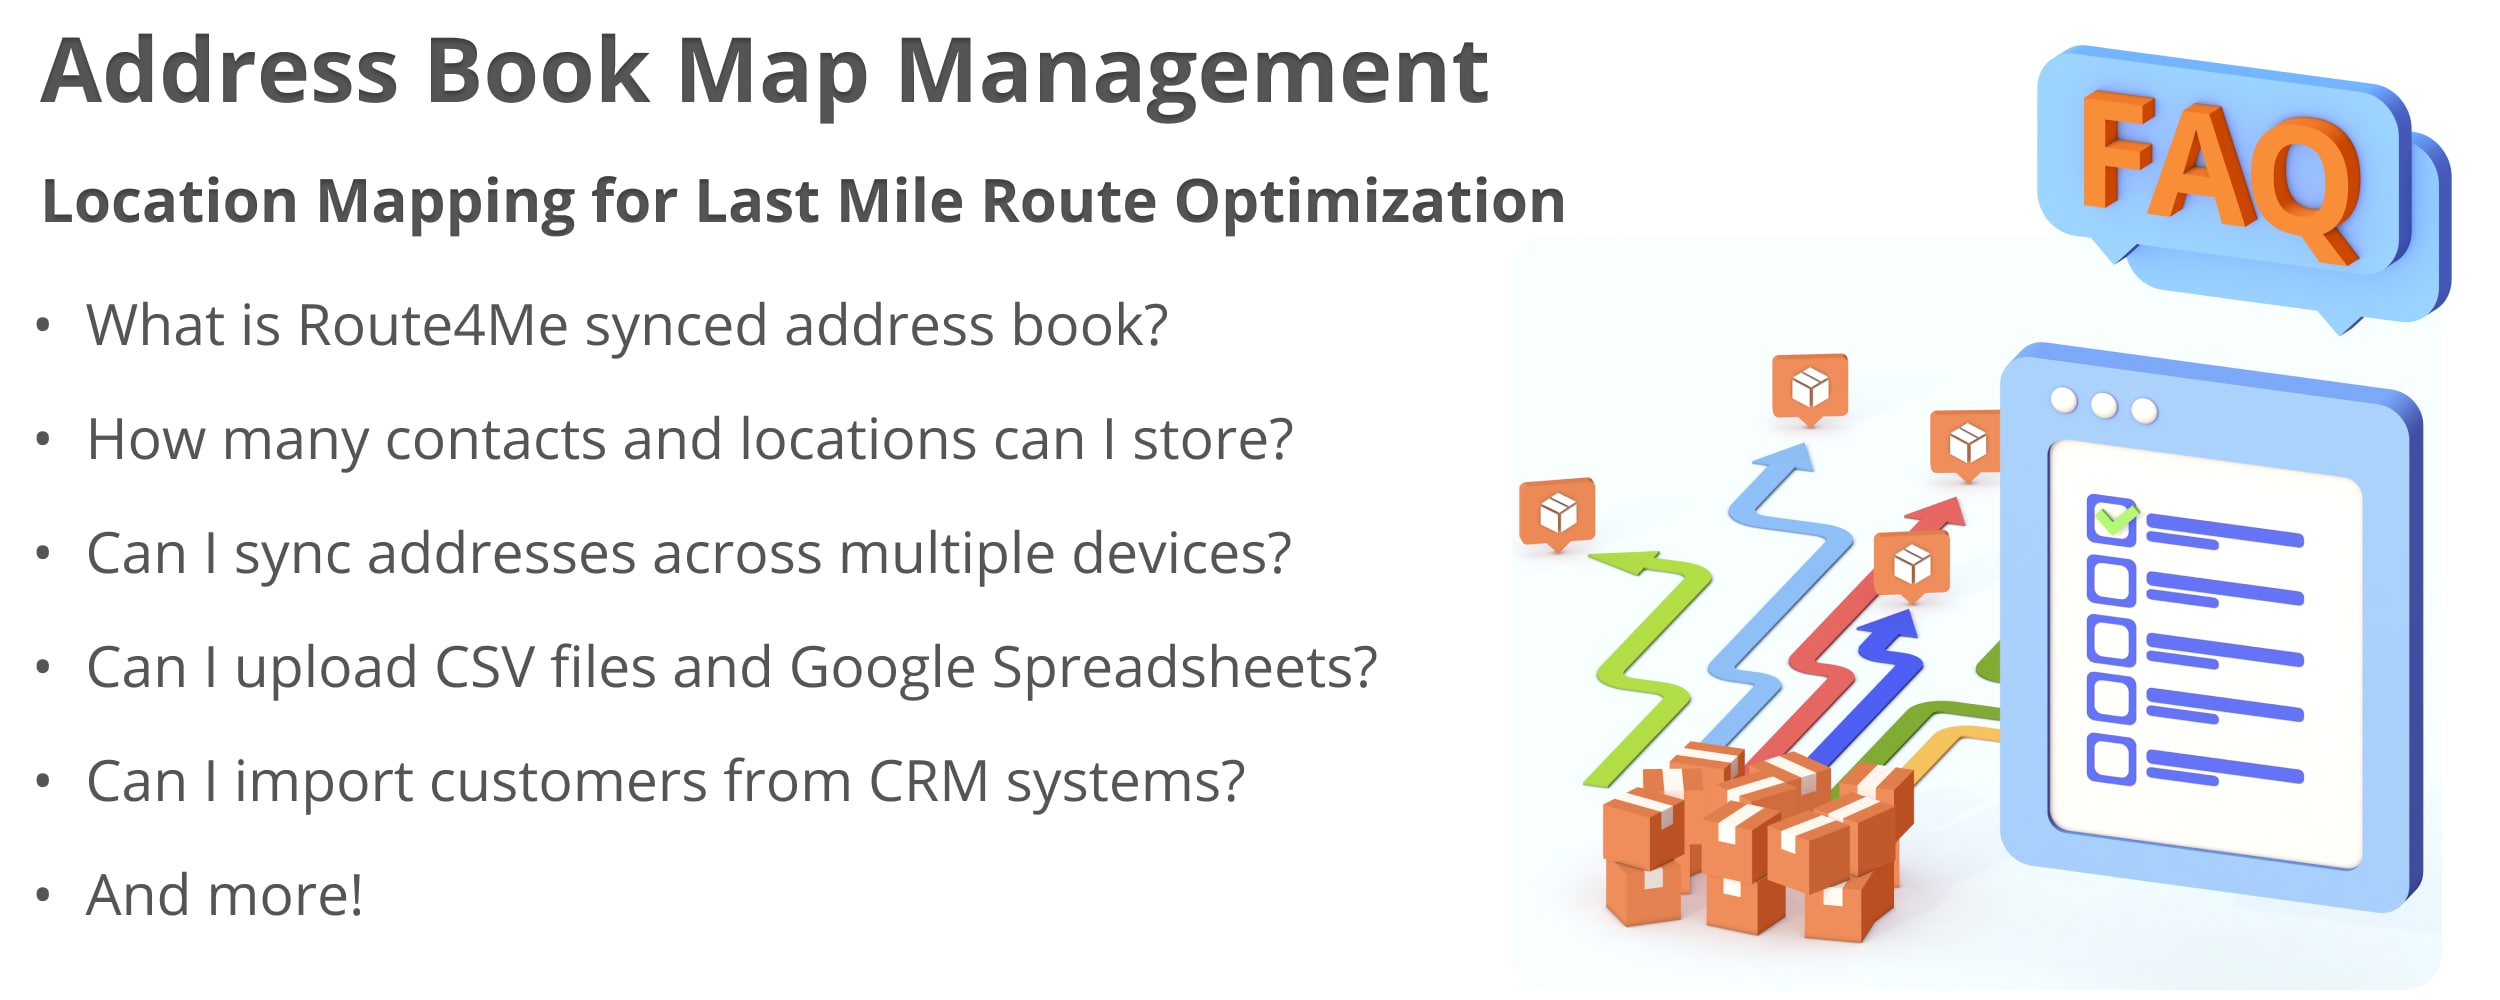 Address Book Map Management
Location Mapping for Last Mile Route Optimization
• What is Route4Me synced address book?
• How many contacts and locations can I store?
• Can I sync addresses across multiple devices?
• Can I upload CSV files and Google Spreadsheets?
• Can I import customers from CRM systems?
• And more!
FAQ